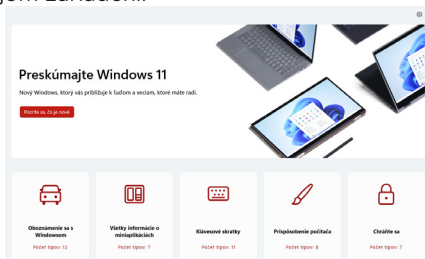 Preskúmajte Windows 11
Nový Windows, ktorý vás približuje k ľuďom a veciam, ktoré máte radi.
Pozrite sa, čo je nové
Oboznámenie sa s
Windowsom
Počet tipov: 12
Všetky informácie o
miniaplikáciách
Počet tipov: 7
Klávesové skratky
Počet tipov: 11
Prispôsobenie počítača
Počet tipov: 8
Chráňte sa
Počet tipov: 7